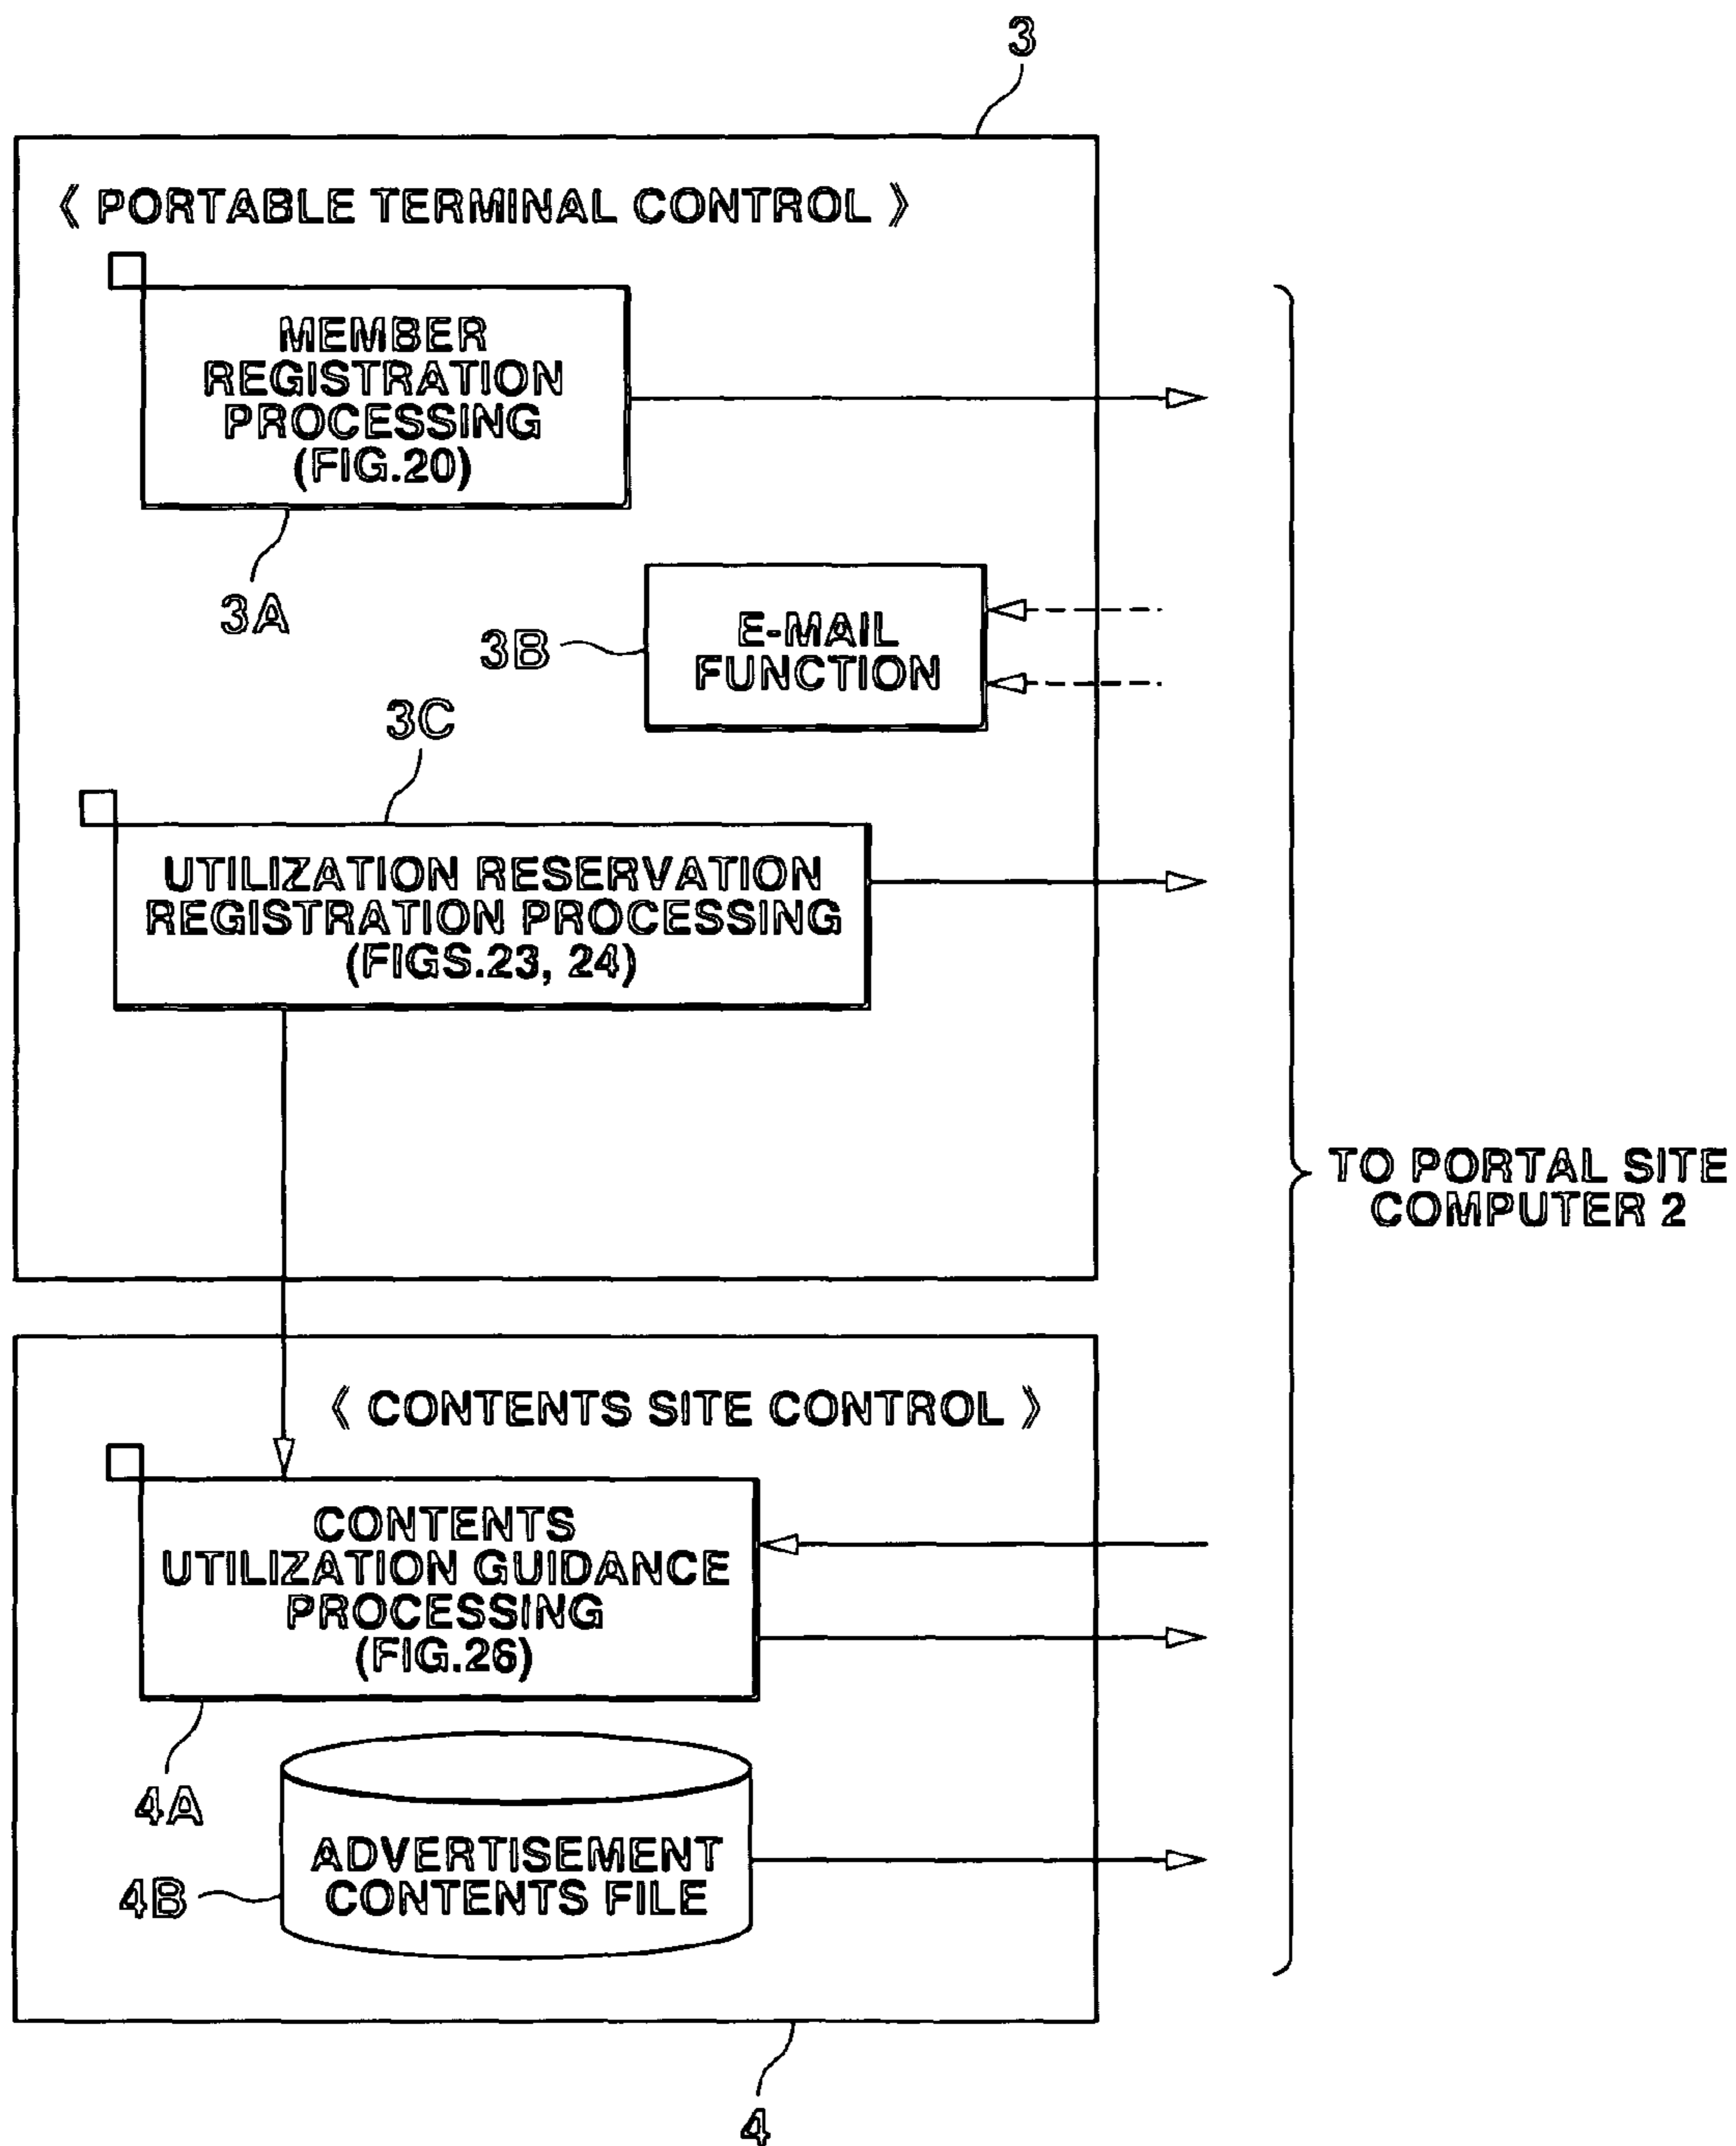 3
《 PORTABLE TERMINAL CONTROL 》
MEMBER
REGISTRATION
PROCESSING
(FIG.20)
3A
3B
E-MAIL
FUNCTION
3C
UTILIZATION RESERVATION
REGISTRATION PROCESSING
(FIGS.23, 24)
TO PORTAL SITE
COMPUTER 2
《 CONTENTS SITE CONTROL 》
CONTENTS
UTILIZATION GUIDANCE
PROCESSING
(FIG.26)
4A
4B
ADVERTISEMENT
CONTENTS FILE
4